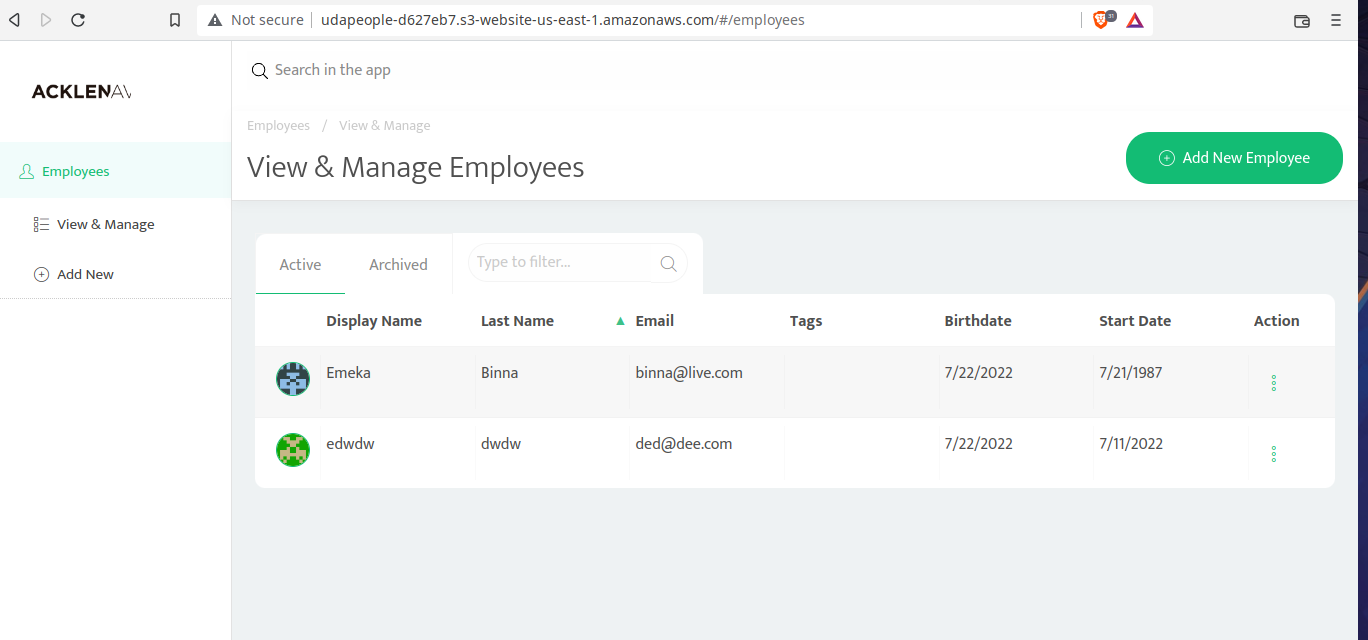 Not secure udapeople-d627eb7.s3-website-us-east-1.amazonaws.com/#/employees 31
ACKLENAV
Search in the app
Employees / View & Manage
View & Manage Employees
Add New Employee
Employees
View & Manage
Add New
Active Archived Type to filter...
Display Name Last Name ▲ Email Tags Birthdate Start Date Action
Emeka Binna binna@live.com 7/22/2022 7/21/1987
edwdw dwdw ded@dee.com 7/22/2022 7/11/2022